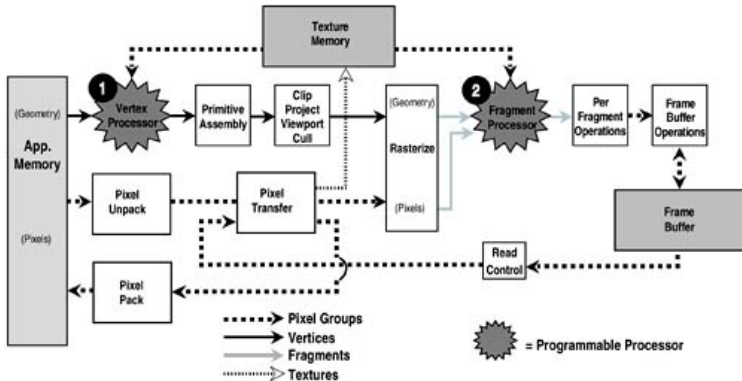 Texture
Memory
1
Vertex
Processor
(Geometry)
App.
Memory
(Pixels)
Primitive
Assembly
Clip
Project
Viewport
Cull
(Geometry)
Rasterize
(Pixels)
2
Fragment
Processor
Per
Fragment
Operations
Frame
Buffer
Operations
Pixel
Unpack
Pixel
Transfer
Frame
Buffer
Read
Control
Pixel
Pack
Pixel Groups
Vertices
Fragments
Textures
= Programmable Processor